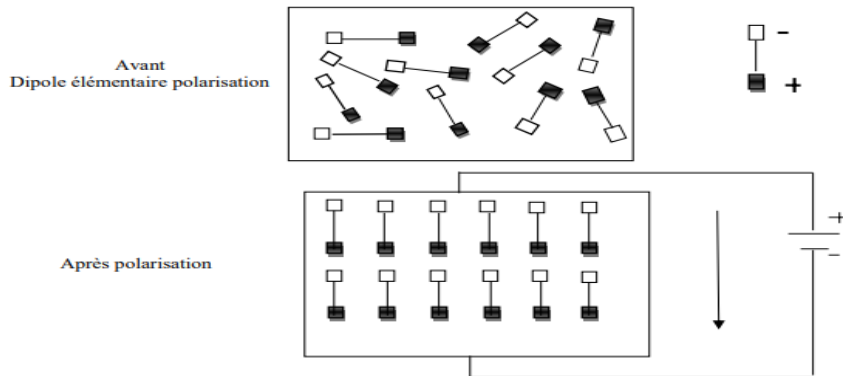 Avant
Dipole élémentaire polarisation
-
+
Après polarisation
+
-